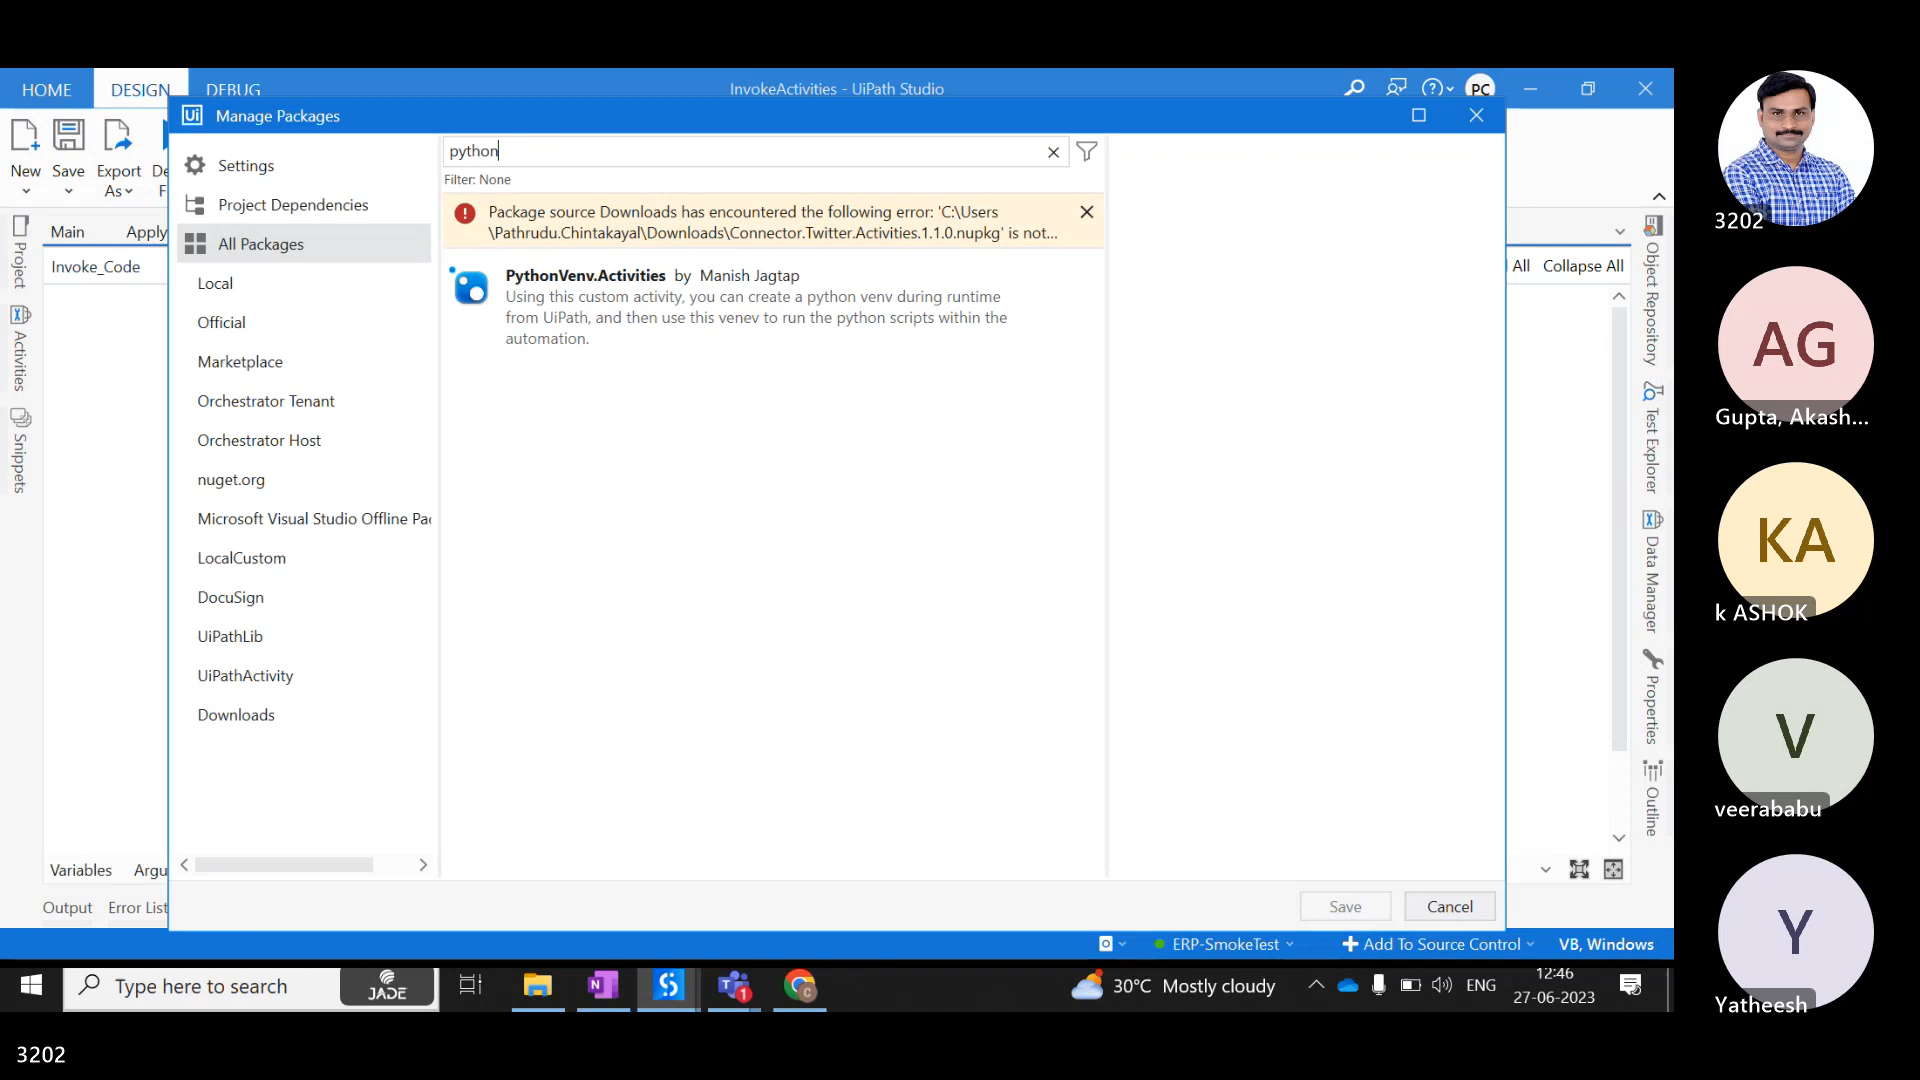 HOME
DESIGN
DEBUG
InvokeActivities - UiPath Studio
PC
Ui
Manage Packages
New
Save
Export
As
De
F
Project
Activities
Snippets
Main
Apply
Invoke_Code
Settings
Project Dependencies
All Packages
Local
Official
Marketplace
Orchestrator Tenant
Orchestrator Host
nuget.org
Microsoft Visual Studio Offline Pac
LocalCustom
DocuSign
UiPathLib
UiPathActivity
Downloads
python
Filter: None
Package source Downloads has encountered the following error: 'C:\Users
\Pathrudu.Chintakayal\Downloads\Connector.Twitter.Activities.1.1.0.nupkg' is not...
PythonVenv.Activities by Manish Jagtap
Using this custom activity, you can create a python venv during runtime
from UiPath, and then use this venev to run the python scripts within the
automation.
All
Collapse All
Object Repository
Test Explorer
Data Manager
Properties
Outline
Variables
Argu
Output
Error List
Save
Cancel
ERP-SmokeTest
Add To Source Control
VB, Windows
Type here to search
JADE
1
30°C Mostly cloudy
ENG
12:46
27-06-2023
3202
AG
Gupta, Akash...
KA
k ASHOK
V
veerababu
Y
Yatheesh
3202